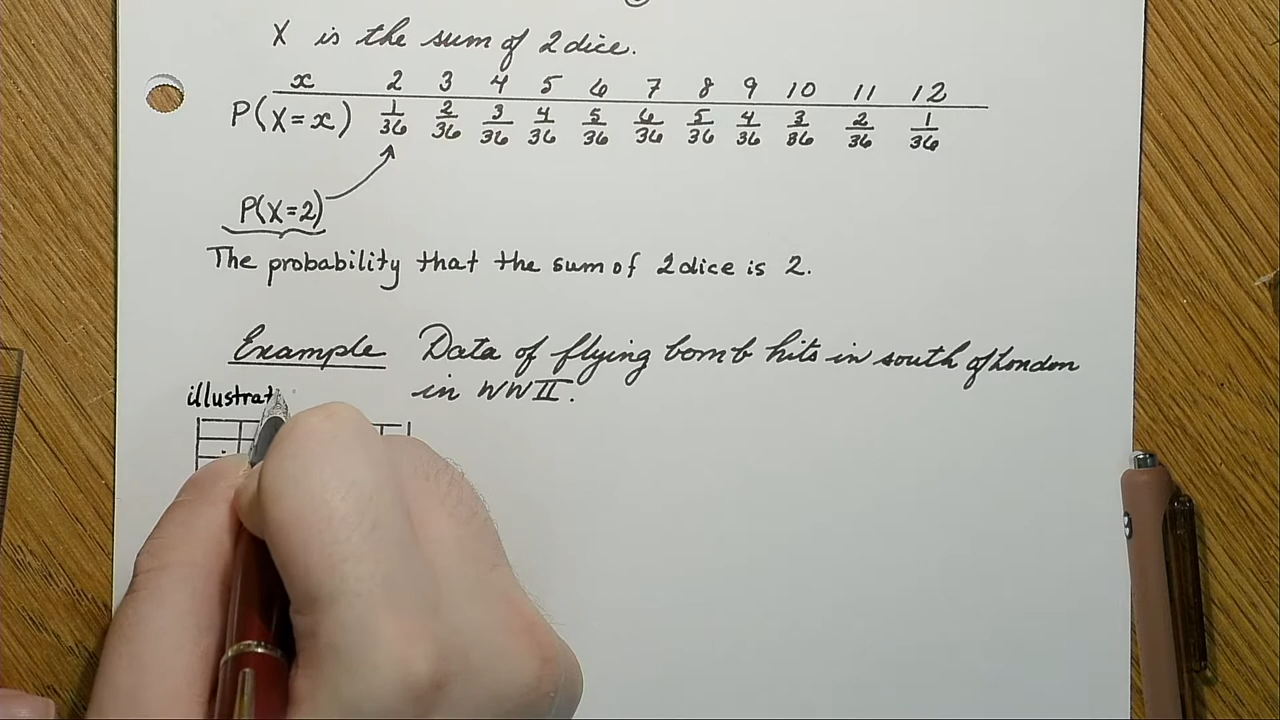 X is the sum of 2 dice.
x 2 3 4 5 6 7 8 9 10 11 12
P(X=x) 1/36 2/36 3/36 4/36 5/36 6/36 5/36 4/36 3/36 2/36 1/36
P(X=2)
The probability that the sum of 2 dice is 2.
Example Data of flying bomb hits in south of London
in WWII.
illustrat